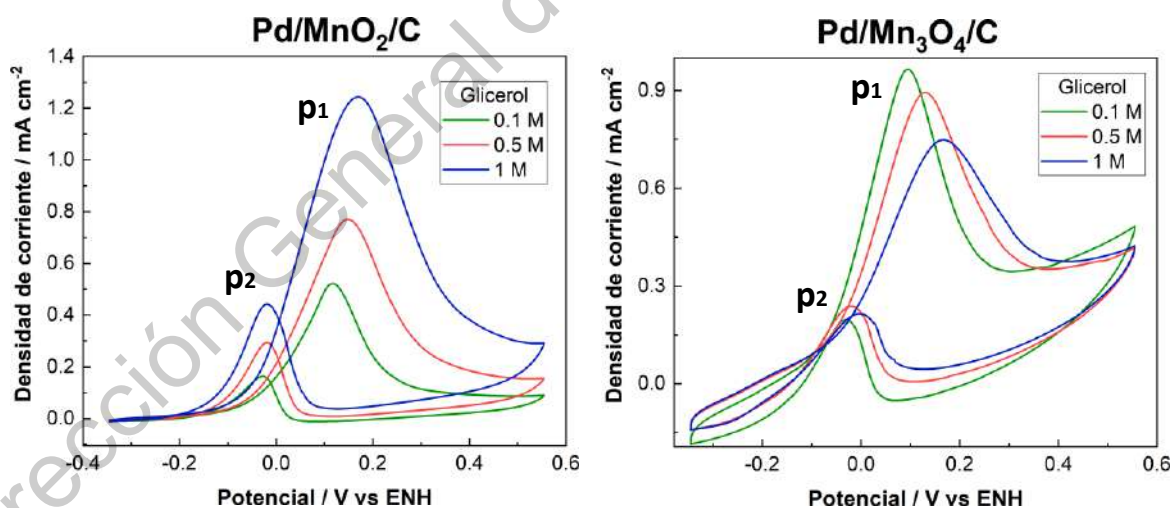 rección General d
Pd/MnO₂/C
Densidad de corriente / mA cm⁻²
1.4
1.2
1.0
0.8
0.6
0.4
0.2
0.0
p1
p2
Glicerol
0.1 M
0.5 M
1 M
-0.4 -0.2 0.0 0.2 0.4 0.6
Potencial / V vs ENH
Pd/Mn₃O₄/C
Densidad de corriente / mA cm⁻²
0.9
0.6
0.3
0.0
p1
p2
Glicerol
0.1 M
0.5 M
1 M
-0.2 0.0 0.2 0.4 0.6
Potencial / V vs ENH